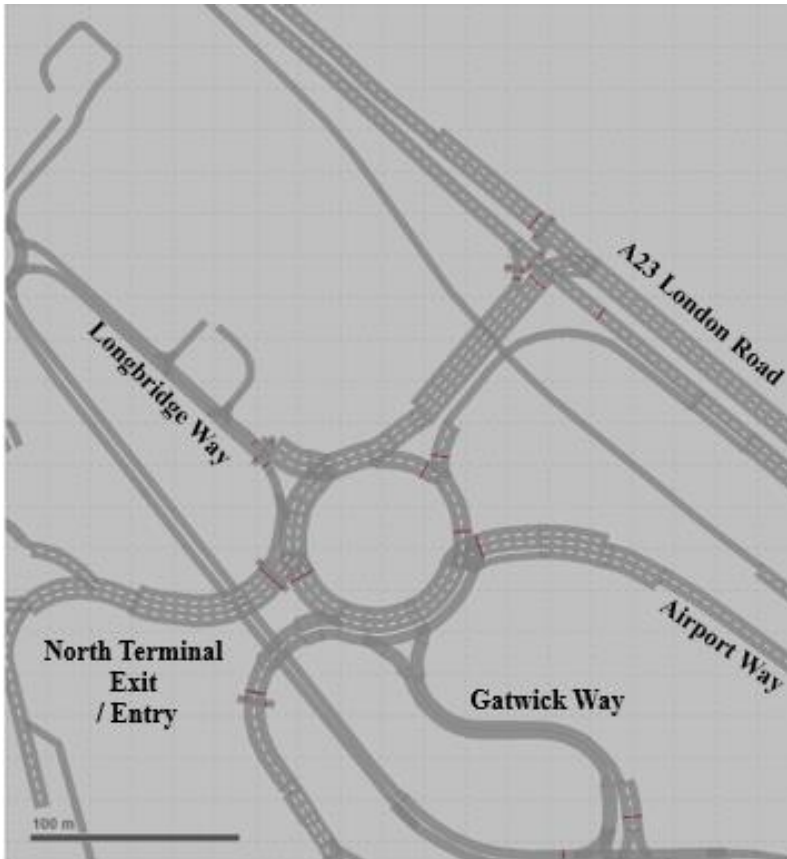 A23 London Road
Longbridge Way
Airport Way
North Terminal
Exit
/ Entry
Gatwick Way
100 m